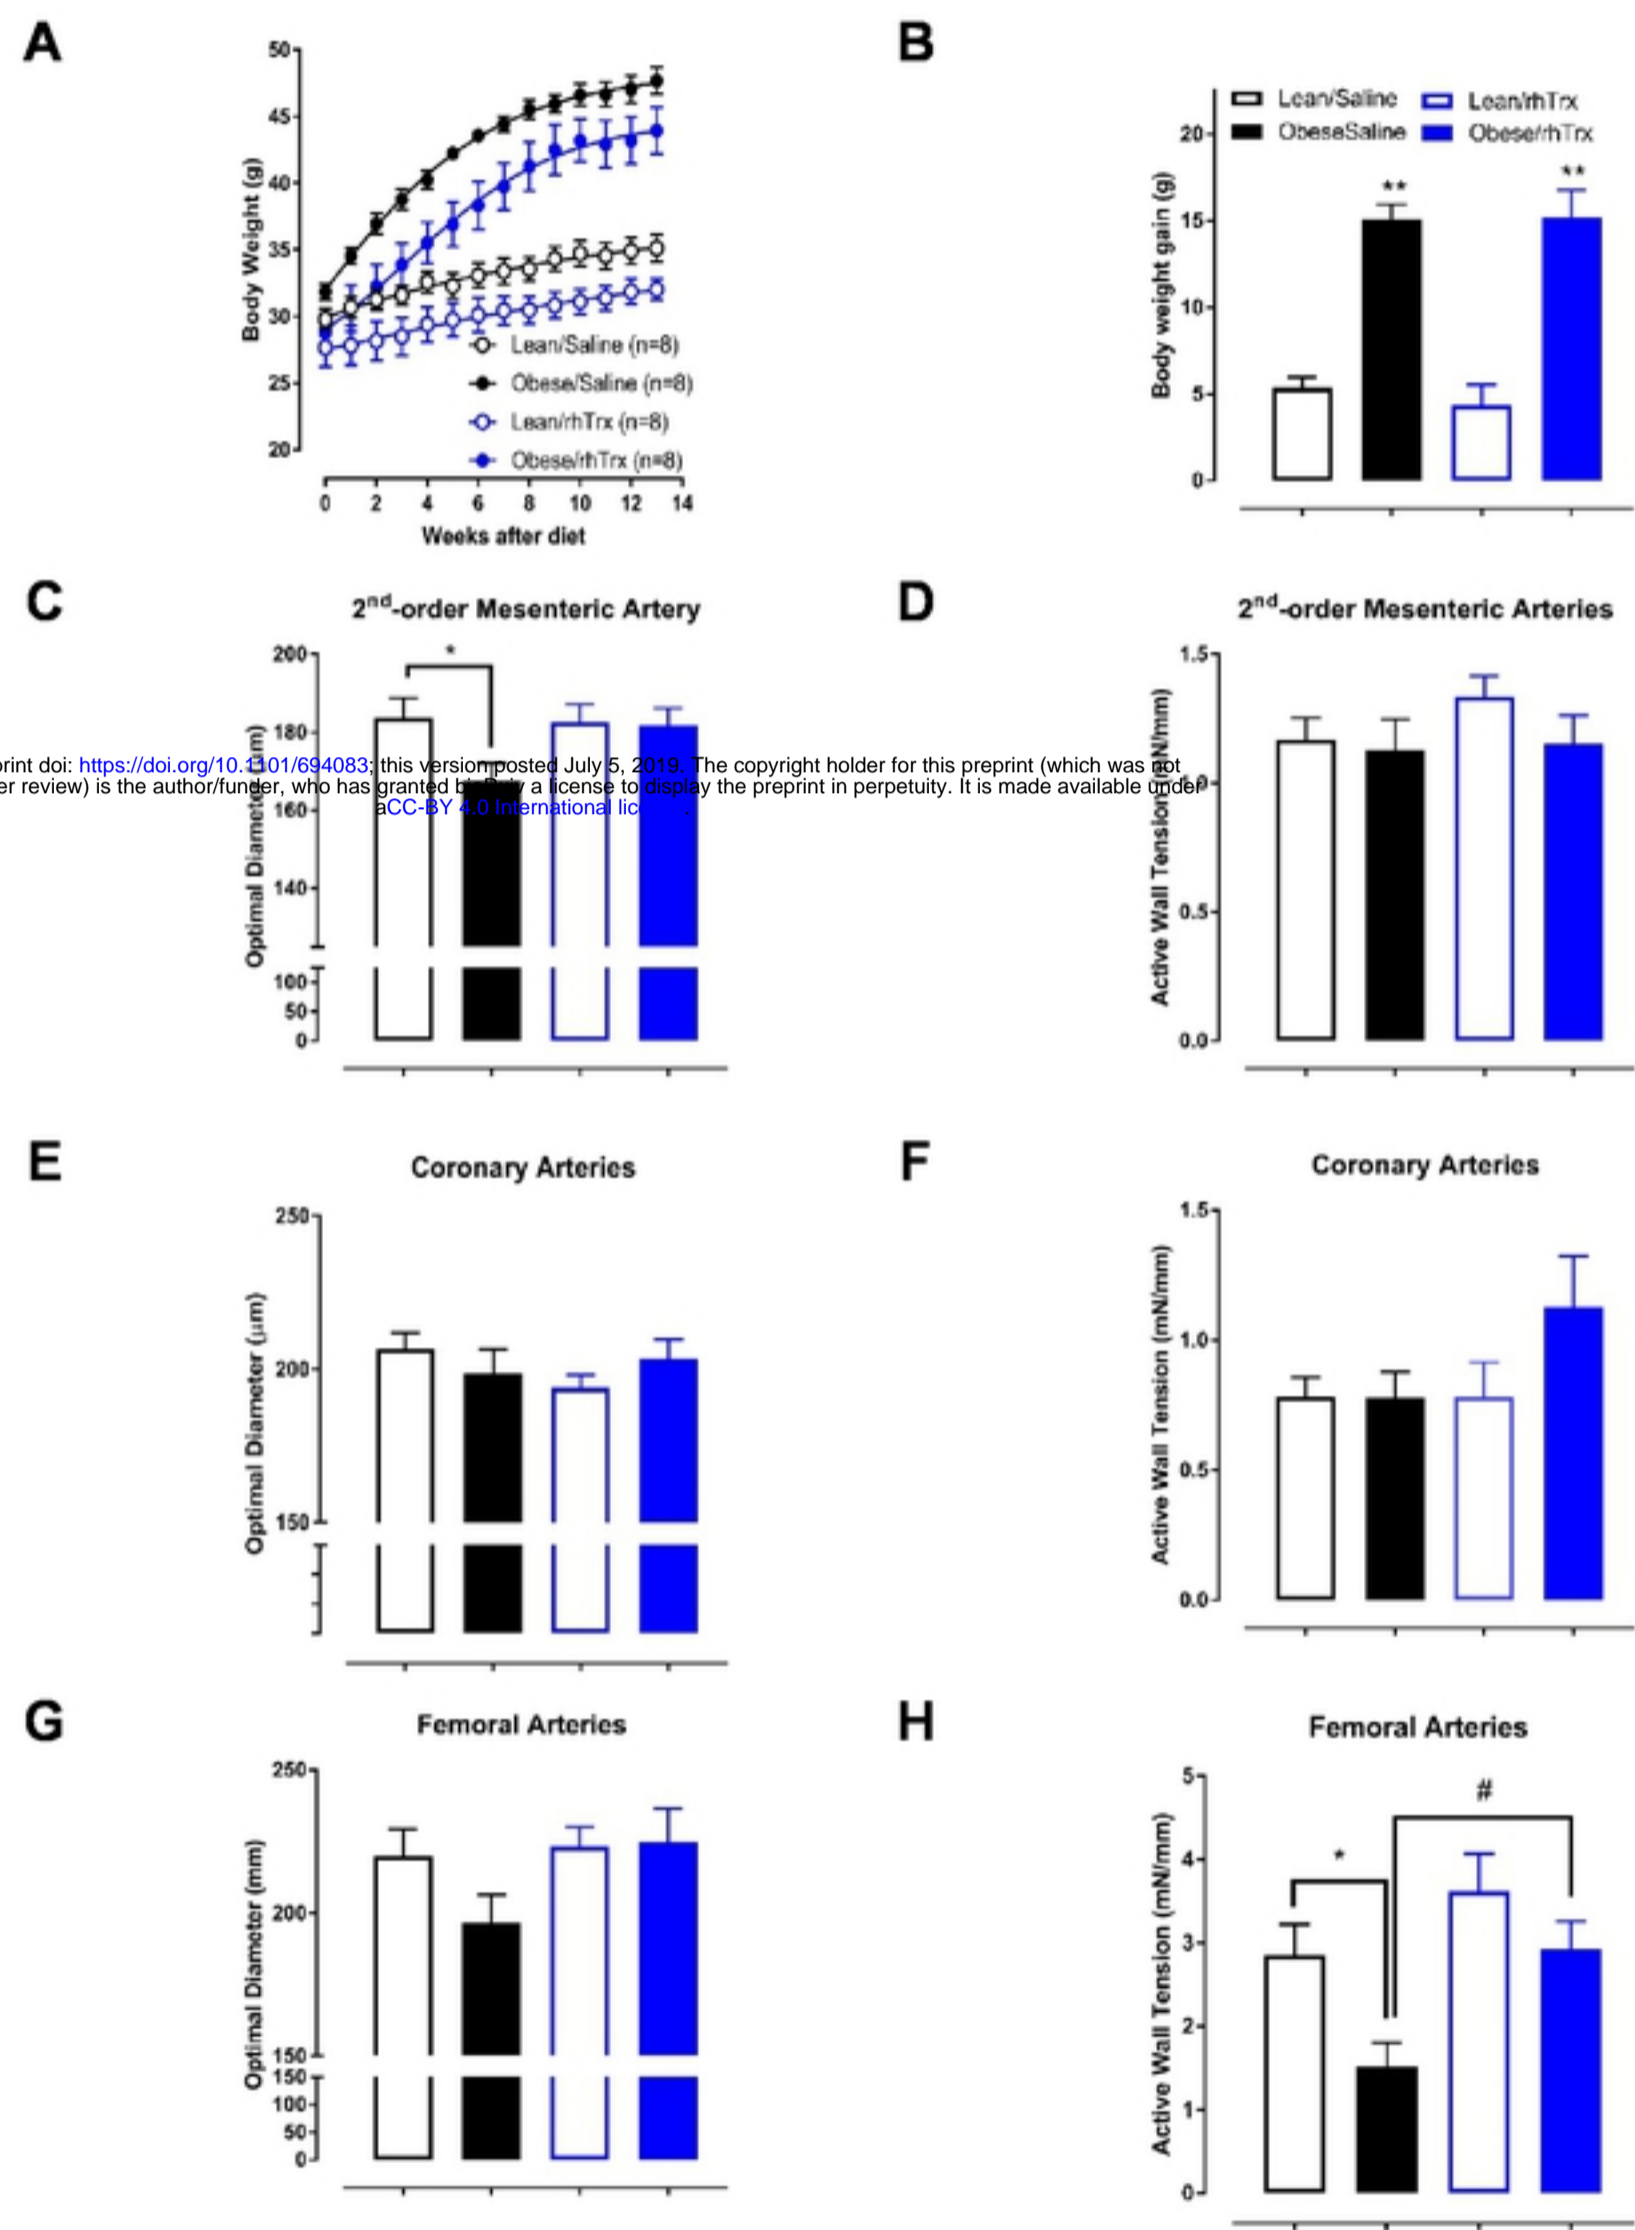 A
50
45
40
35
30
25
20
Body Weight (g)
Lean/Saline (n=8)
Obese/Saline (n=8)
Lean/rhTrx (n=8)
Obese/rhTrx (n=8)
0 2 4 6 8 10 12 14
Weeks after diet
B
Lean/Saline Lean/rhTrx
ObeseSaline Obese/rhTrx
20
15
10
5
0
Body weight gain (g)
** **
C
2nd-order Mesenteric Artery
200
180
160
140
100
50
0
Optimal Diameter (µm)
*
D
2nd-order Mesenteric Arteries
1.5
1.0
0.5
0.0
Active Wall Tension (mN/mm)
print doi: https://doi.org/10.1101/694083; this version posted July 5, 2019. The copyright holder for this preprint (which was not
er review) is the author/funder, who has granted bioRxiv a license to display the preprint in perpetuity. It is made available under
aCC-BY 4.0 International license.
E
Coronary Arteries
250
200
150
Optimal Diameter (µm)
F
Coronary Arteries
1.5
1.0
0.5
0.0
Active Wall Tension (mN/mm)
G
Femoral Arteries
250
200
150
150
100
50
0
Optimal Diameter (mm)
H
Femoral Arteries
5
4
3
2
1
0
Active Wall Tension (mN/mm)
*
#